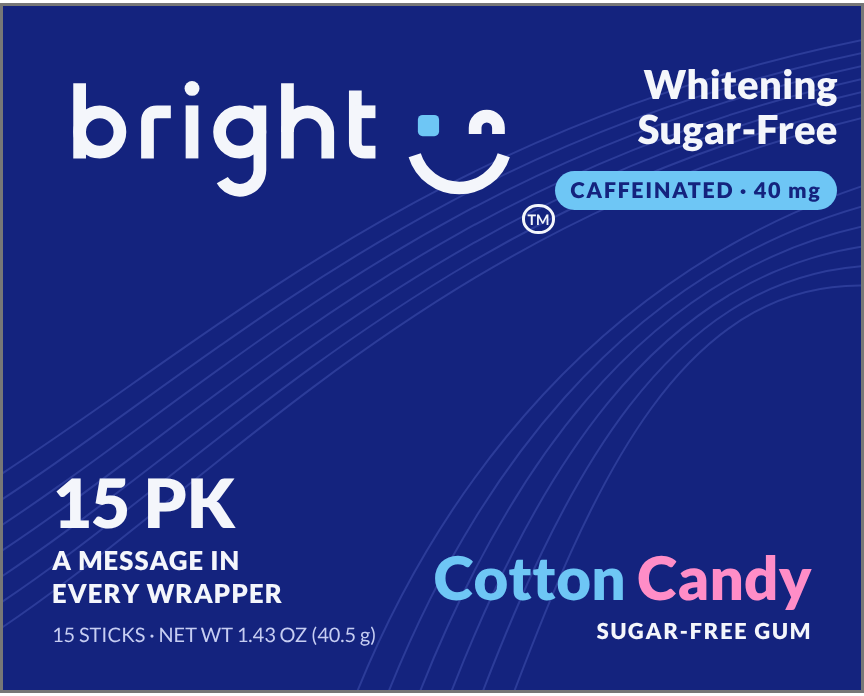 bright
TM
Whitening
Sugar-Free
CAFFEINATED · 40 mg
15 PK
A MESSAGE IN
EVERY WRAPPER
15 STICKS · NET WT 1.43 OZ (40.5 g)
Cotton Candy
SUGAR-FREE GUM